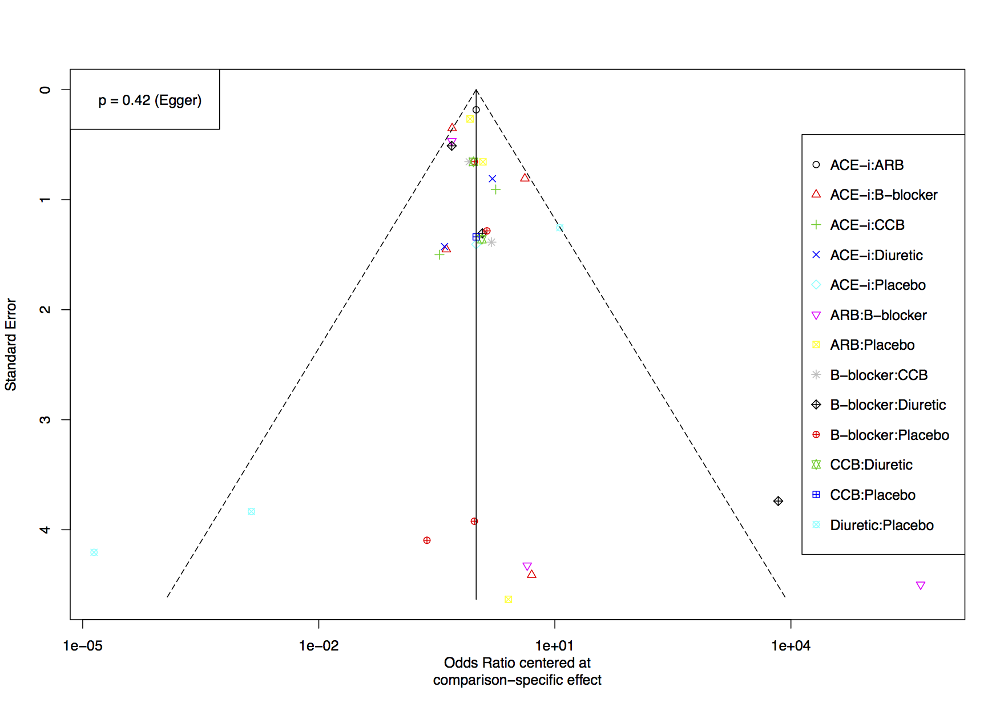 p = 0.42 (Egger)
0
1
2
3
4
Standard Error
ACE−i:ARB
ACE−i:B−blocker
ACE−i:CCB
ACE−i:Diuretic
ACE−i:Placebo
ARB:B−blocker
ARB:Placebo
B−blocker:CCB
B−blocker:Diuretic
B−blocker:Placebo
CCB:Diuretic
CCB:Placebo
Diuretic:Placebo
1e−05 1e−02 1e+01 1e+04
Odds Ratio centered at
comparison−specific effect